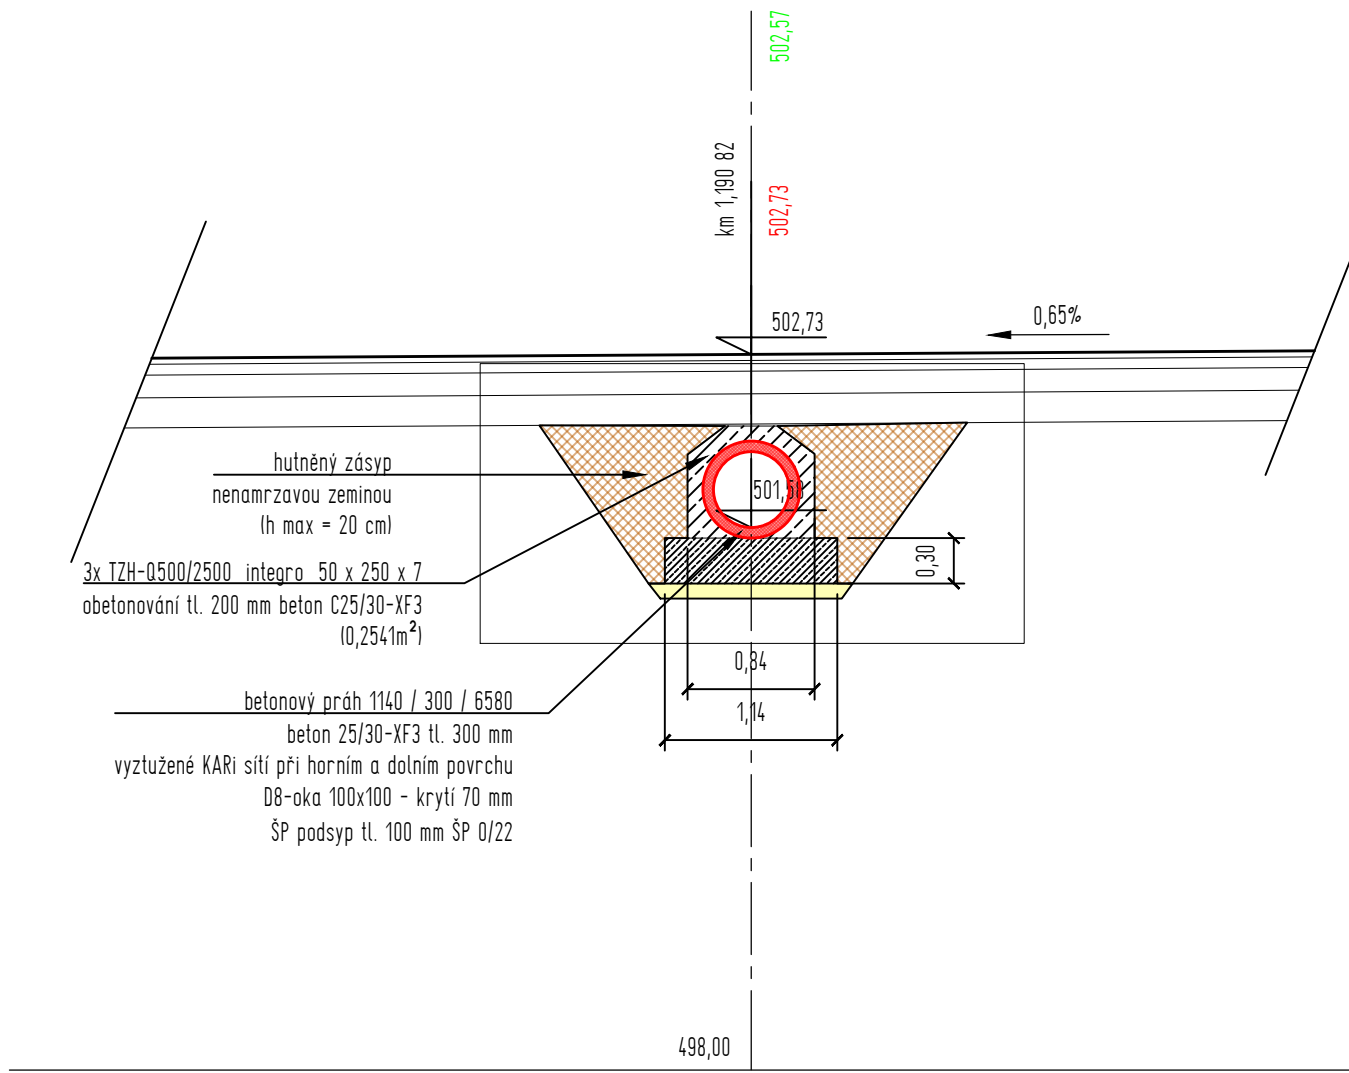 502,57
km 1,190 82
502,73
502,73
0,65%
hutněný zásyp
nenamrzavou zeminou
(h max = 20 cm)
501,58
0,30
3x TZH-Q500/2500 integro 50 x 250 x 7
obetonování tl. 200 mm beton C25/30-XF3
(0,2541m²)
0,84
1,14
betonový práh 1140 / 300 / 6580
beton 25/30-XF3 tl. 300 mm
vyztužené KARi sítí při horním a dolním povrchu
D8-oka 100x100 - krytí 70 mm
ŠP podsyp tl. 100 mm ŠP 0/22
498,00